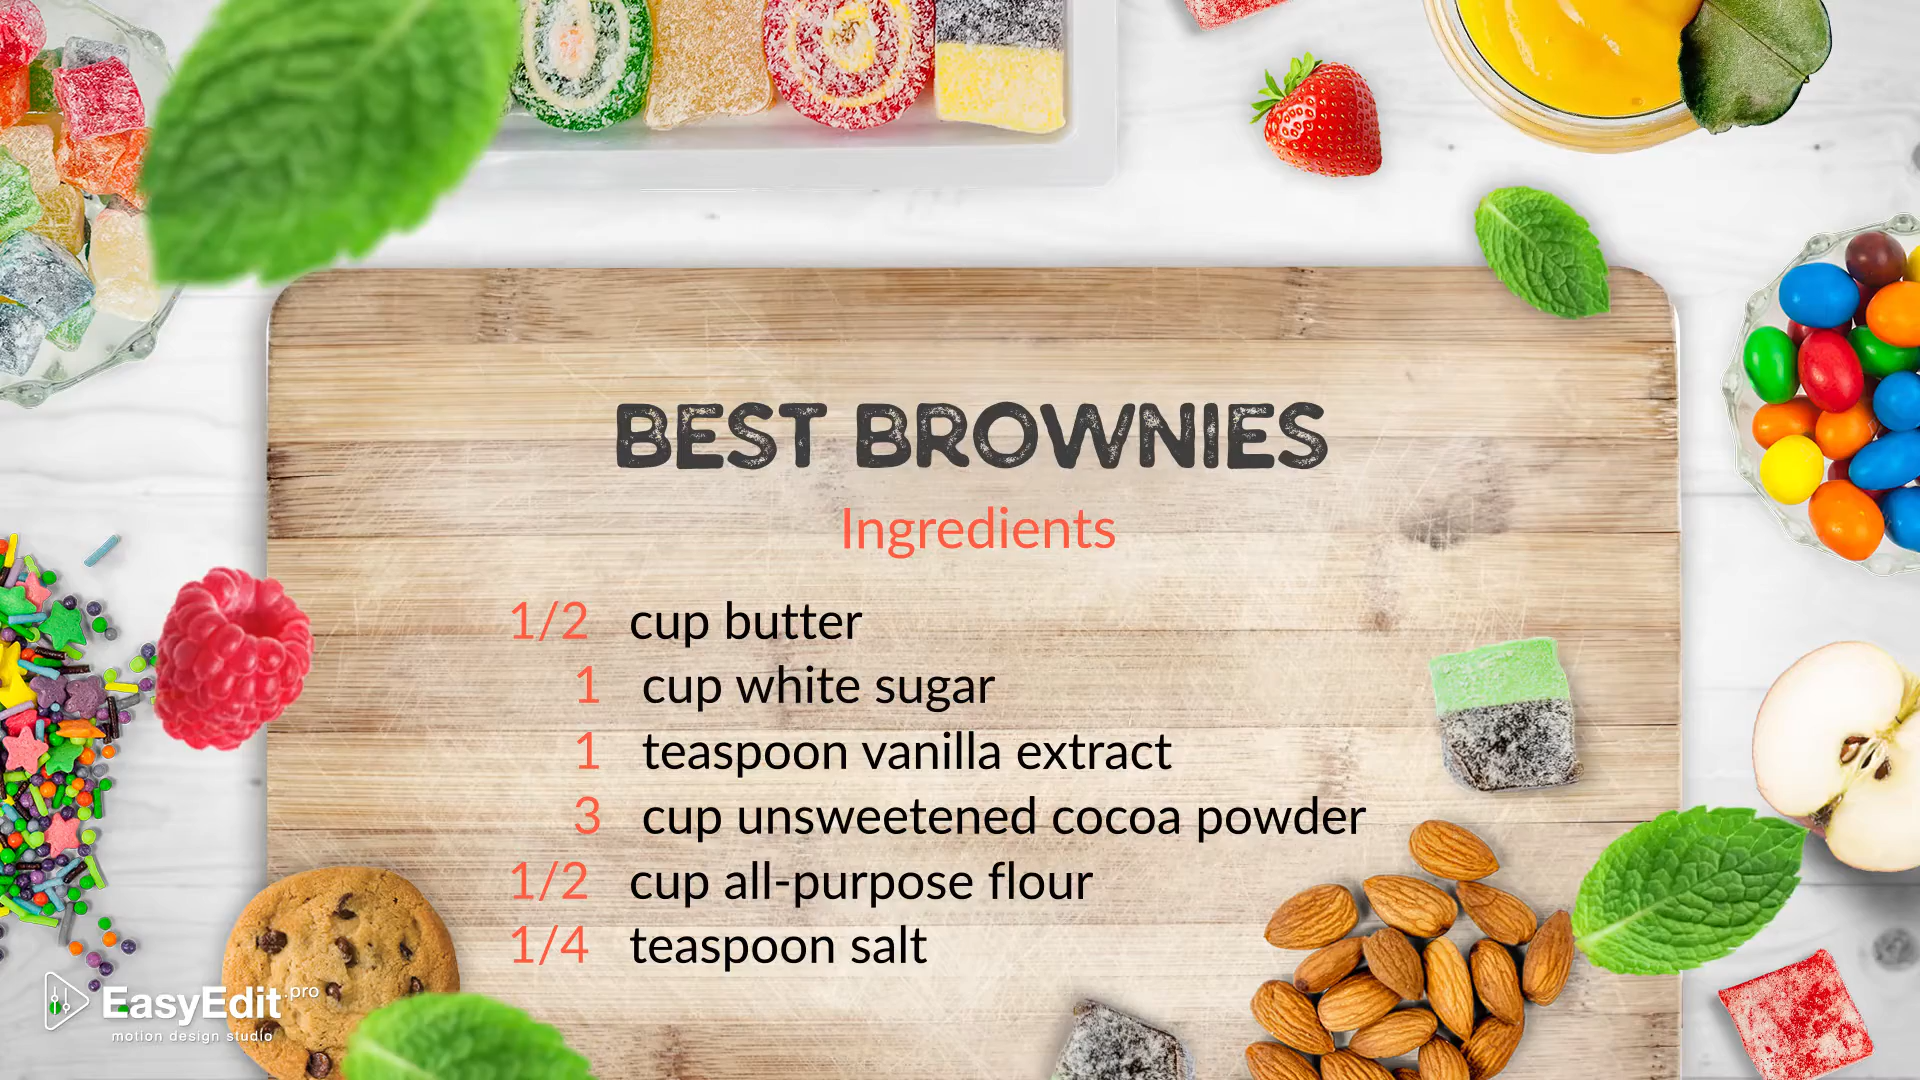 BEST BROWNIES
Ingredients
1/2 cup butter
1 cup white sugar
1 teaspoon vanilla extract
3 cup unsweetened cocoa powder
1/2 cup all-purpose flour
1/4 teaspoon salt
EasyEdit.pro
motion design studio